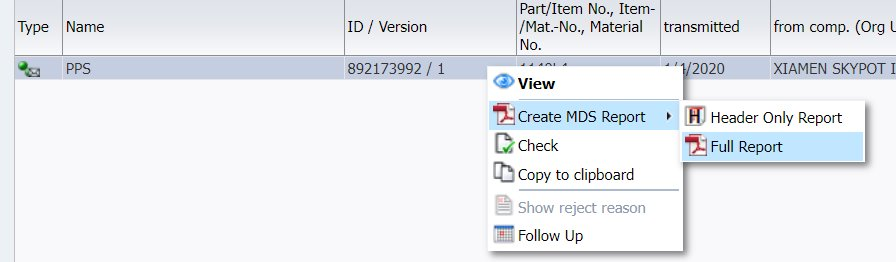 Type
Name
ID / Version
Part/Item No., Item-
/Mat.-No., Material
No.
transmitted
from comp. (Org U
PPS
892173992 / 1
1/4/2020
XIAMEN SKYPOT I
View
Create MDS Report
Header Only Report
Check
Full Report
Copy to clipboard
Show reject reason
Follow Up